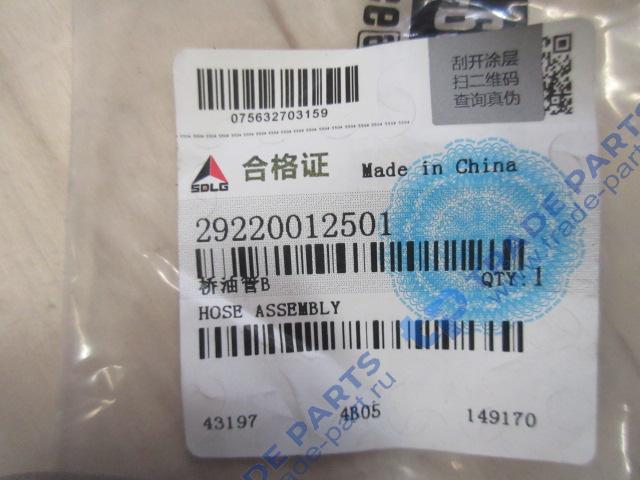 刮开涂层
扫二维码
查询真伪
075632703159
SDLG
合格证
Made in China
29220012501
桥油管B
QTY:1
HOSE ASSEMBLY
43197 4B05 149170
TRADE PARTS
www.trade-part.ru